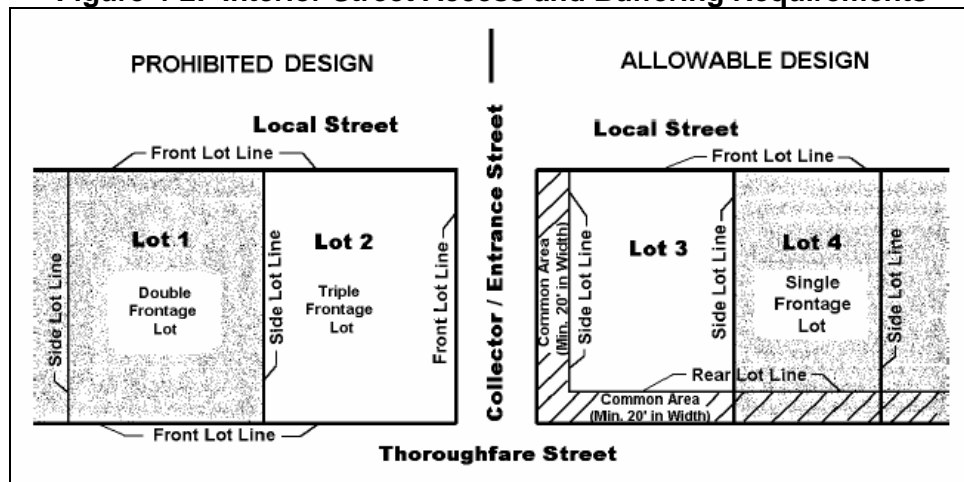 PROHIBITED DESIGN
Local Street
Front Lot Line
Lot 1
Double
Frontage
Lot
Side Lot Line
Side Lot Line
Lot 2
Triple
Frontage
Lot
Front Lot Line
Front Lot Line
Collector / Entrance Street
ALLOWABLE DESIGN
Local Street
Front Lot Line
Common Area
(Min. 20' in Width)
Side Lot Line
Lot 3
Side Lot Line
Lot 4
Single
Frontage
Lot
Side Lot Line
Rear Lot Line
Common Area
(Min. 20' in Width)
Thoroughfare Street